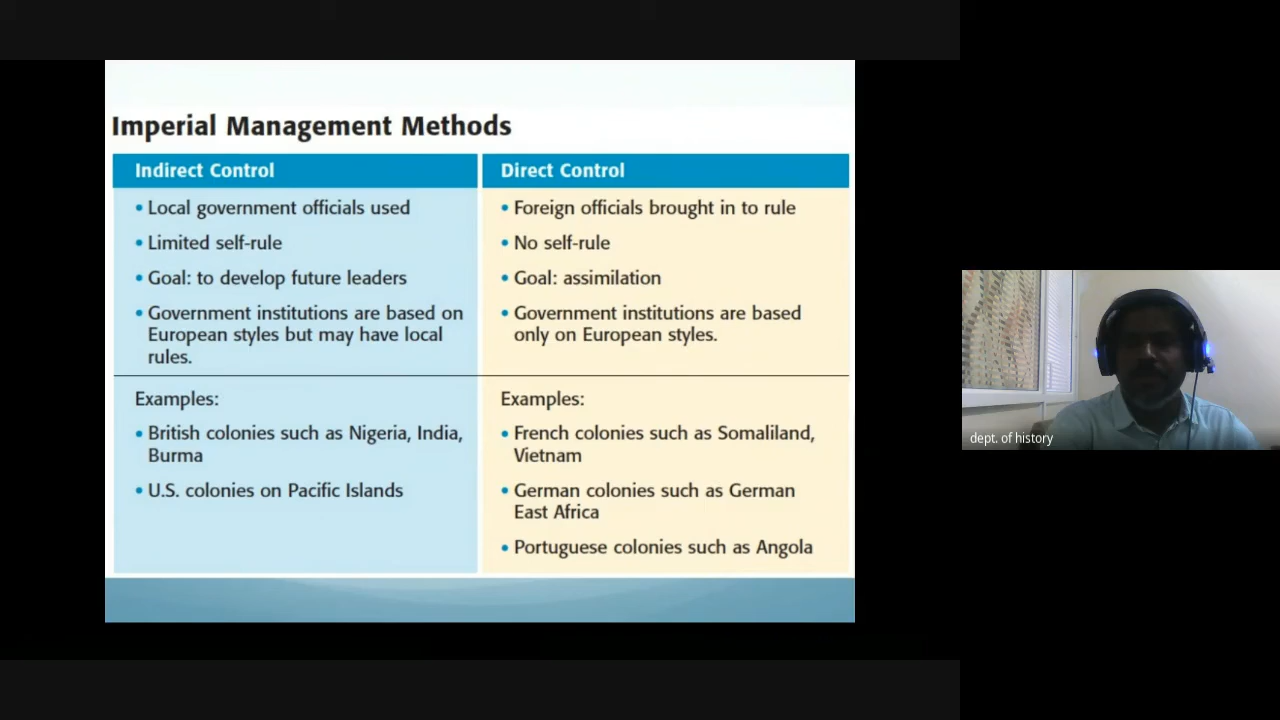 Imperial Management Methods
Indirect Control
• Local government officials used
• Limited self-rule
• Goal: to develop future leaders
• Government institutions are based on
European styles but may have local
rules.
Examples:
• British colonies such as Nigeria, India,
Burma
• U.S. colonies on Pacific Islands
Direct Control
• Foreign officials brought in to rule
• No self-rule
• Goal: assimilation
• Government institutions are based
only on European styles.
Examples:
• French colonies such as Somaliland,
Vietnam
• German colonies such as German
East Africa
• Portuguese colonies such as Angola
dept. of history